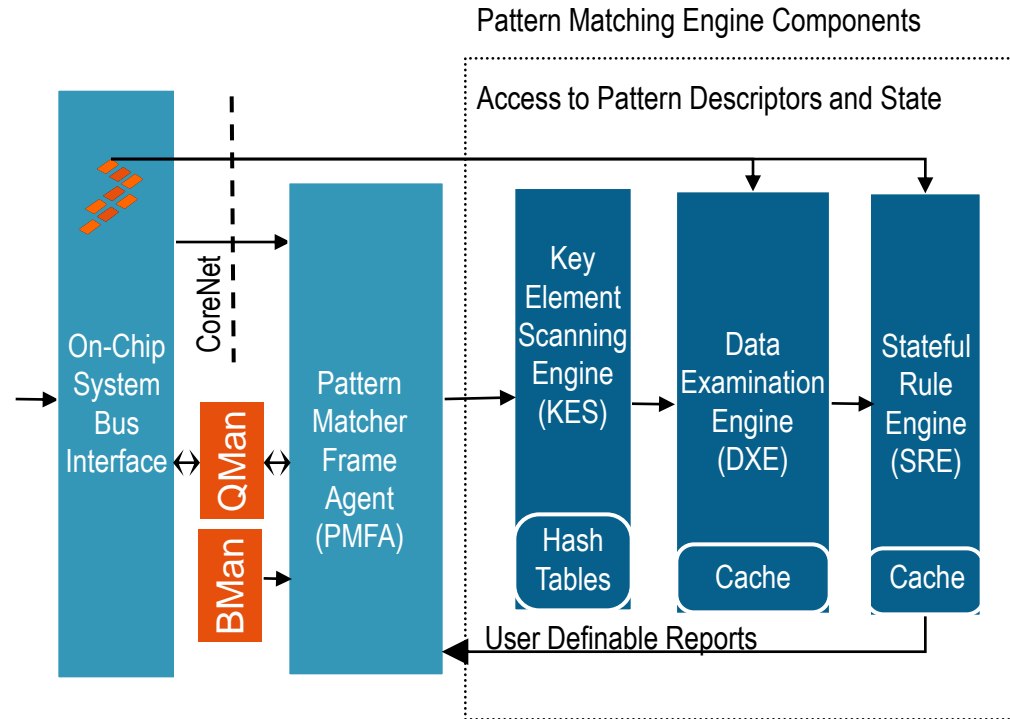 Pattern Matching Engine Components
Access to Pattern Descriptors and State
On-Chip
System
Bus
Interface
CoreNet
QMan
BMan
Pattern
Matcher
Frame
Agent
(PMFA)
Key
Element
Scanning
Engine
(KES)
Hash
Tables
Data
Examination
Engine
(DXE)
Cache
Stateful
Rule
Engine
(SRE)
Cache
User Definable Reports